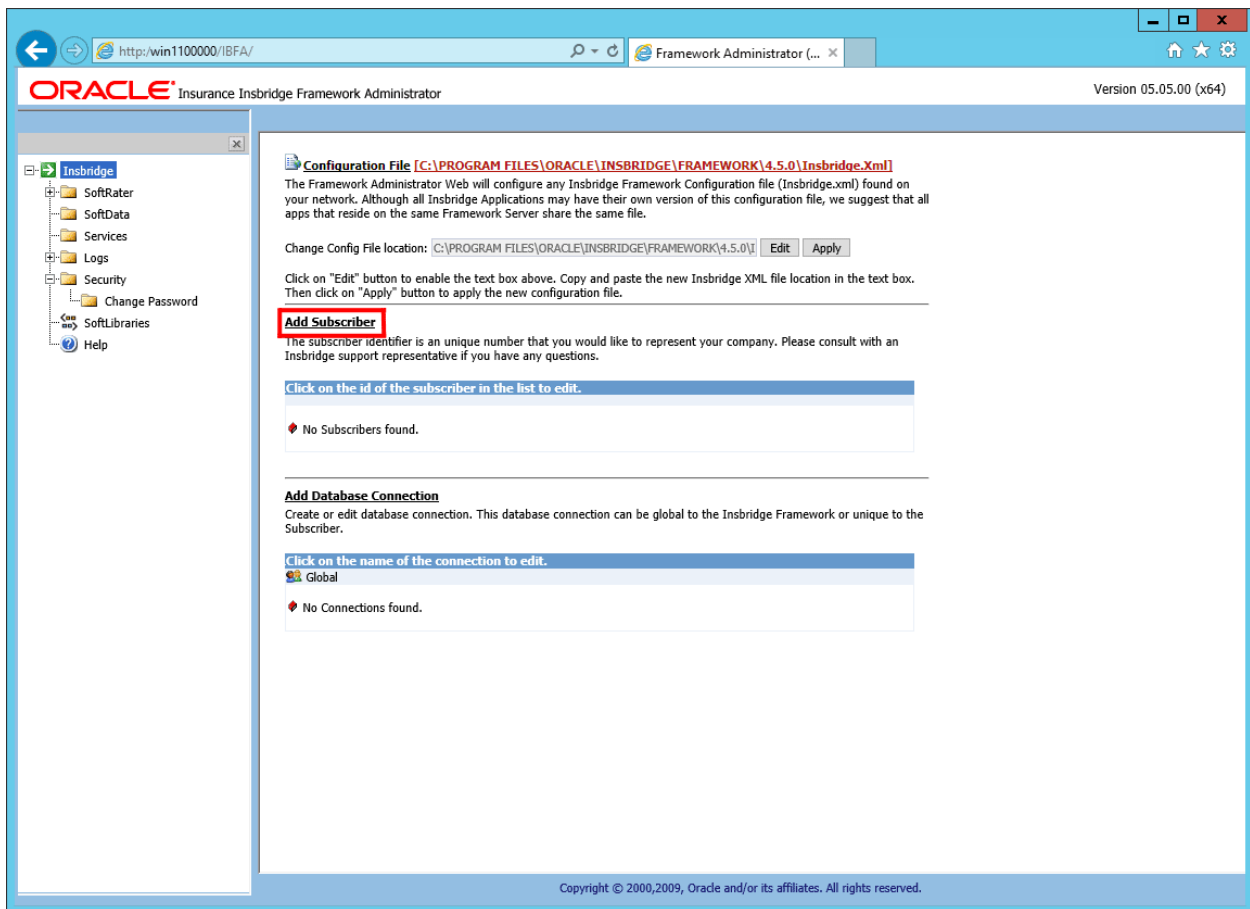 http:/win1100000/IBFA/
Framework Administrator (...
ORACLE Insurance Insbridge Framework Administrator
Version 05.05.00 (x64)
Insbridge
SoftRater
SoftData
Services
Logs
Security
Change Password
SoftLibraries
Help
Configuration File [C:\PROGRAM FILES\ORACLE\INSBRIDGE\FRAMEWORK\4.5.0\Insbridge.Xml]
The Framework Administrator Web will configure any Insbridge Framework Configuration file (Insbridge.xml) found on
your network. Although all Insbridge Applications may have their own version of this configuration file, we suggest that all
apps that reside on the same Framework Server share the same file.
Change Config File location: C:\PROGRAM FILES\ORACLE\INSBRIDGE\FRAMEWORK\4.5.0\I Edit Apply
Click on "Edit" button to enable the text box above. Copy and paste the new Insbridge XML file location in the text box.
Then click on "Apply" button to apply the new configuration file.
Add Subscriber
The subscriber identifier is an unique number that you would like to represent your company. Please consult with an
Insbridge support representative if you have any questions.
Click on the id of the subscriber in the list to edit.
No Subscribers found.
Add Database Connection
Create or edit database connection. This database connection can be global to the Insbridge Framework or unique to the
Subscriber.
Click on the name of the connection to edit.
Global
No Connections found.
Copyright © 2000,2009, Oracle and/or its affiliates. All rights reserved.